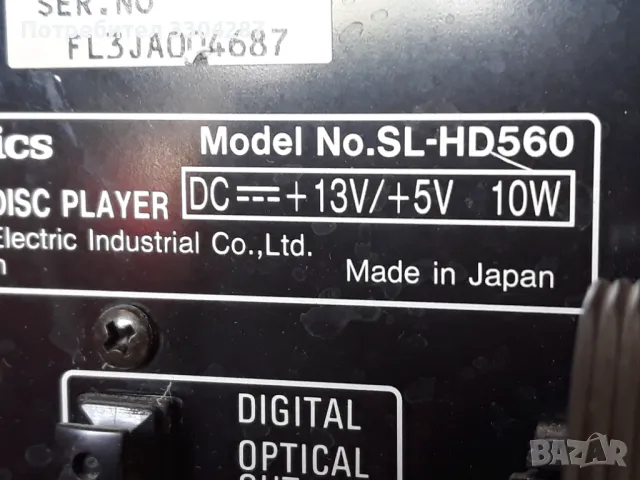 SER.NO
Потребител 3304287
FL3JA004687
ics Model No.SL-HD560
DISC PLAYER DC +13V/+5V 10W
Electric Industrial Co.,Ltd.
Made in Japan
DIGITAL
OPTICAL
BAZAR